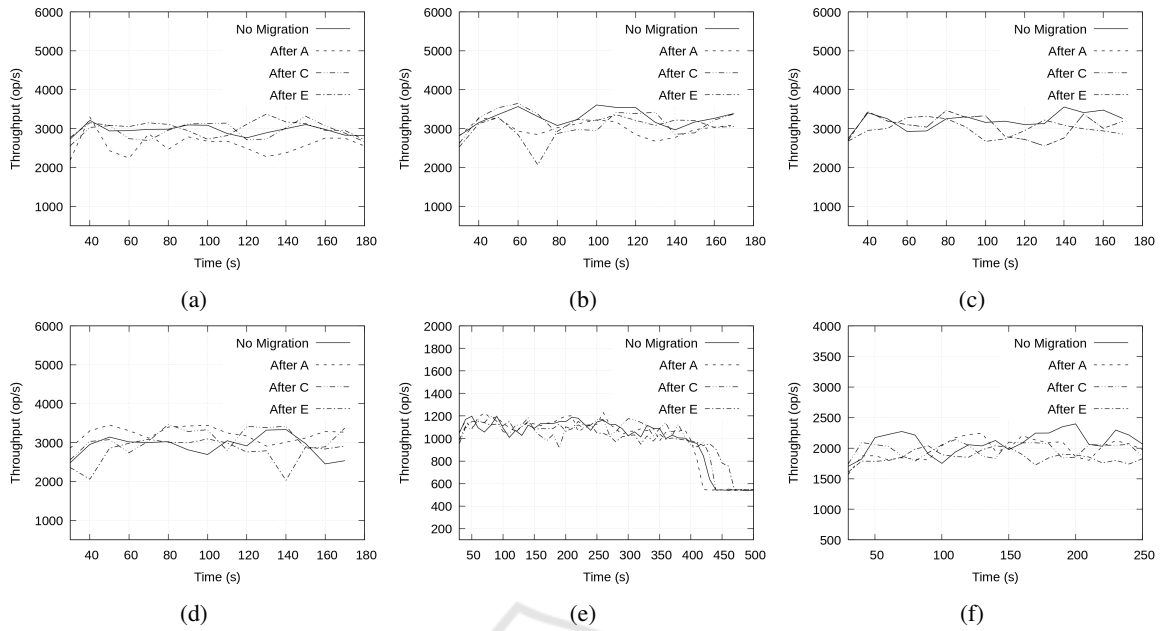 6000
5000
4000
3000
2000
1000
Throughput (op/s)
No Migration
After A
After C
After E
40 60 80 100 120 140 160 180
Time (s)
(a)
6000
5000
4000
3000
2000
1000
Throughput (op/s)
No Migration
After A
After C
After E
40 60 80 100 120 140 160 180
Time (s)
(b)
6000
5000
4000
3000
2000
1000
Throughput (op/s)
No Migration
After A
After C
After E
40 60 80 100 120 140 160 180
Time (s)
(c)
6000
5000
4000
3000
2000
1000
Throughput (op/s)
No Migration
After A
After C
After E
40 60 80 100 120 140 160 180
Time (s)
(d)
2000
1800
1600
1400
1200
1000
800
600
400
200
Throughput (op/s)
No Migration
After A
After C
After E
50 100 150 200 250 300 350 400 450 500
Time (s)
(e)
4000
3500
3000
2500
2000
1500
1000
500
Throughput (op/s)
No Migration
After A
After C
After E
50 100 150 200 250
Time (s)
(f)